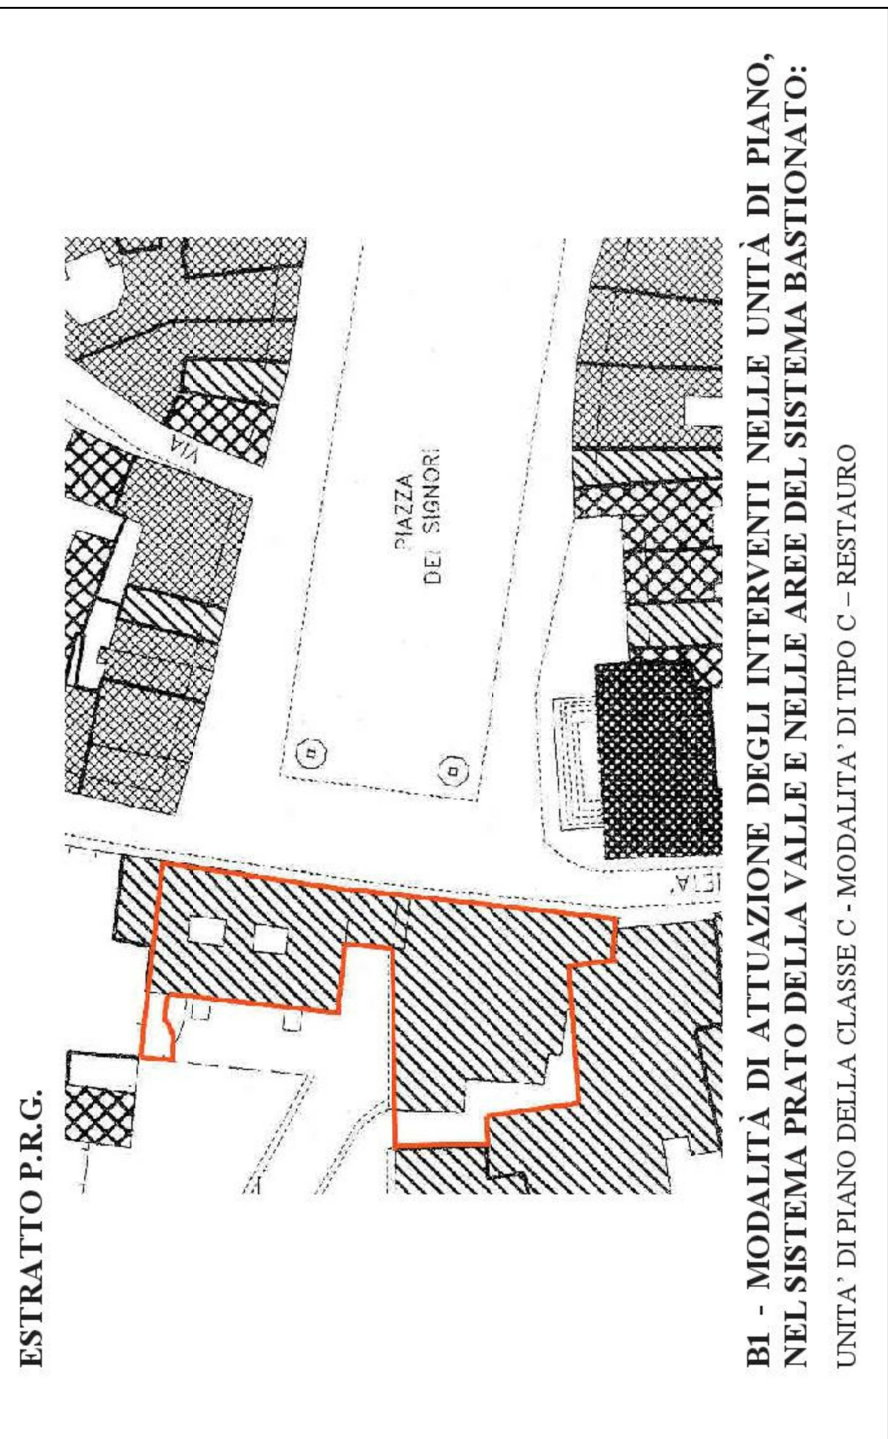 ESTRATTO P.R.G.
VIA
PIAZZA
DEI SIGNORI
B1 - MODALITÀ DI ATTUAZIONE DEGLI INTERVENTI NELLE UNITÀ DI PIANO,
NEL SISTEMA PRATO DELLA VALLE E NELLE AREE DEL SISTEMA BASTIONATO:
UNITA’ DI PIANO DELLA CLASSE C - MODALITA’ DI TIPO C – RESTAURO